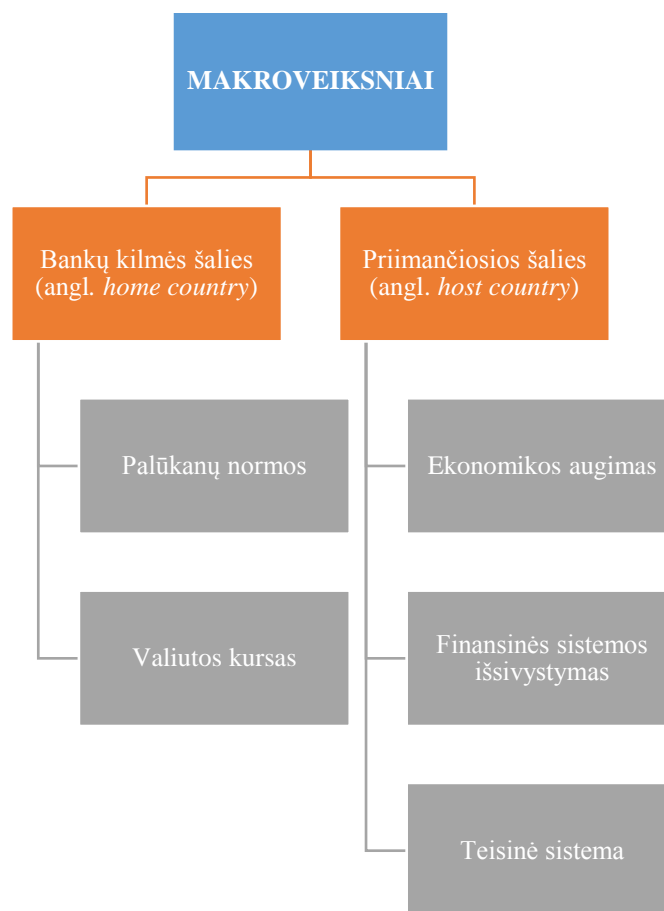 MAKROVEIKSNIAI
Bankų kilmės šalies
(angl. home country)
Palūkanų normos
Valiutos kursas
Priimančiosios šalies
(angl. host country)
Ekonomikos augimas
Finansinės sistemos
išsivystymas
Teisinė sistema